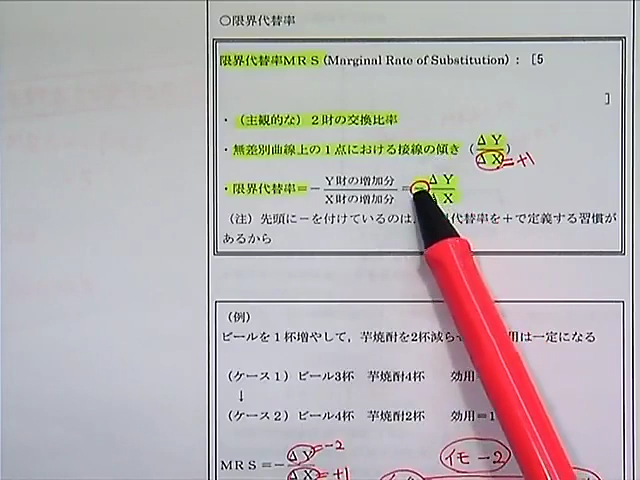 ○限界代替率
限界代替率MRS(Marginal Rate of Substitution): [5
]
・(主観的な)2財の交換比率
・無差別曲線上の1点における接線の傾き(ΔY/ΔX) =+1
・限界代替率=-Y財の増加分/X財の増加分=-ΔY/ΔX
(注)先頭に-を付けているのは、 代替率を+で定義する習慣が
あるから
(例)
ビールを1杯増やして,芋焼酎を2杯減ら 用は一定になる
(ケース1)ビール3杯 芋焼酎4杯 効用=
↓
(ケース2)ビール4杯 芋焼酎2杯 効用=1
イモ -2
MRS=-ΔY/ΔX =-2 =+1